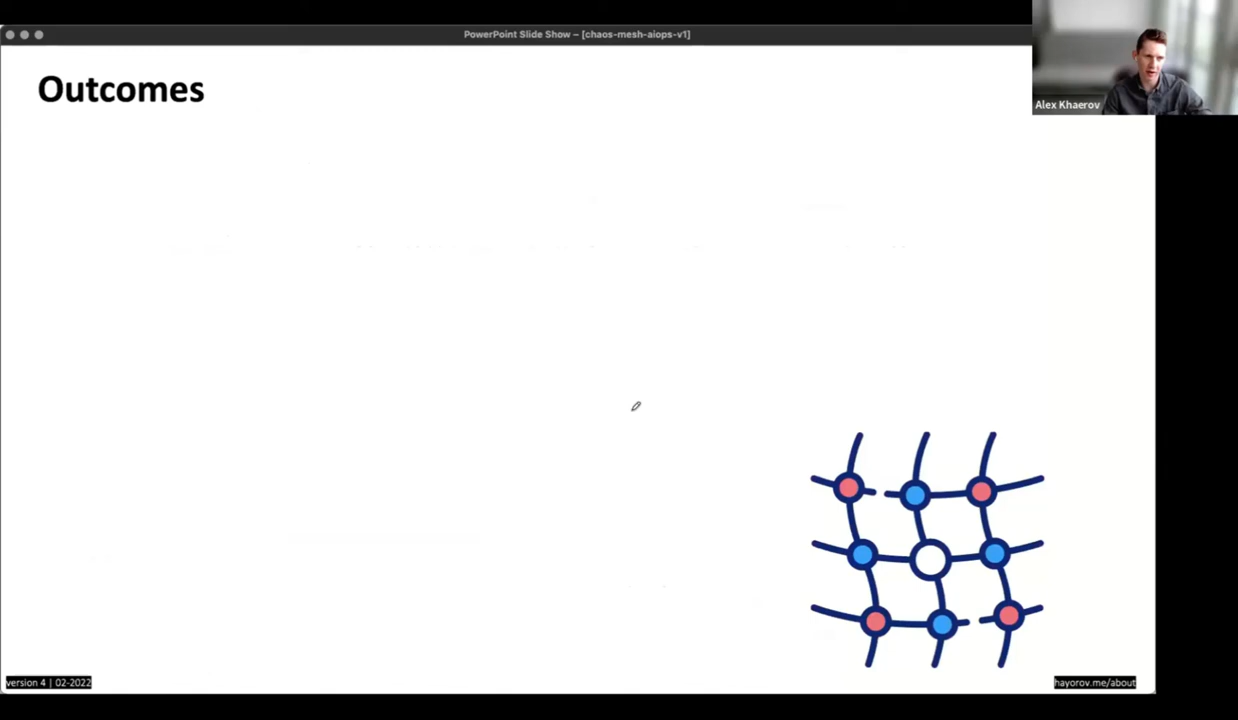 PowerPoint Slide Show – [chaos-mesh-aiops-v1]
Alex Khaerov
Outcomes
version 4 | 02-2022
hayorov.me/about